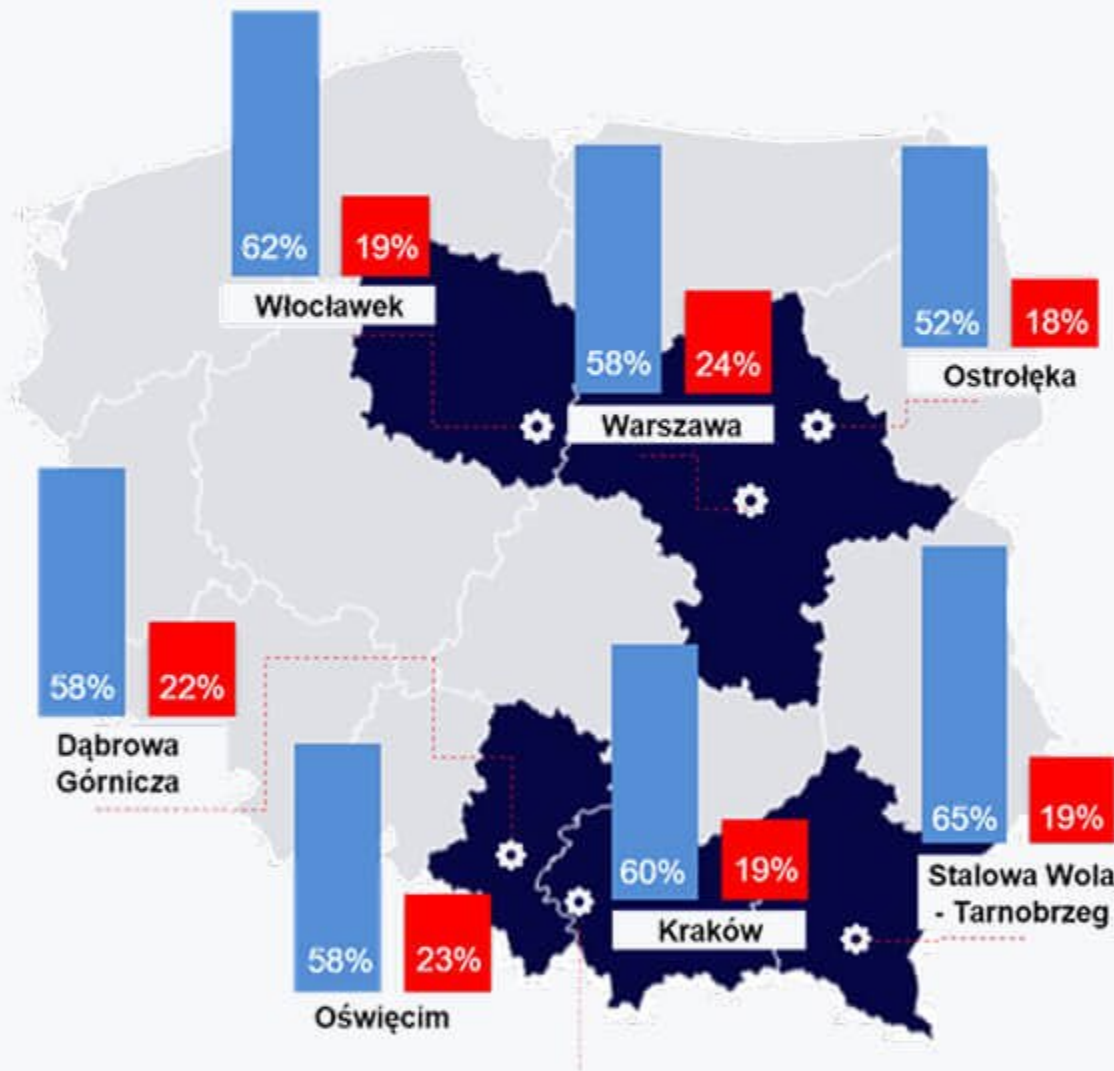 62% 19%
Włocławek
58% 24%
Warszawa
52% 18%
Ostrołęka
58% 22%
Dąbrowa
Górnicza
58% 23%
Oświęcim
60% 19%
Kraków
65% 19%
Stalowa Wola
- Tarnobrzeg